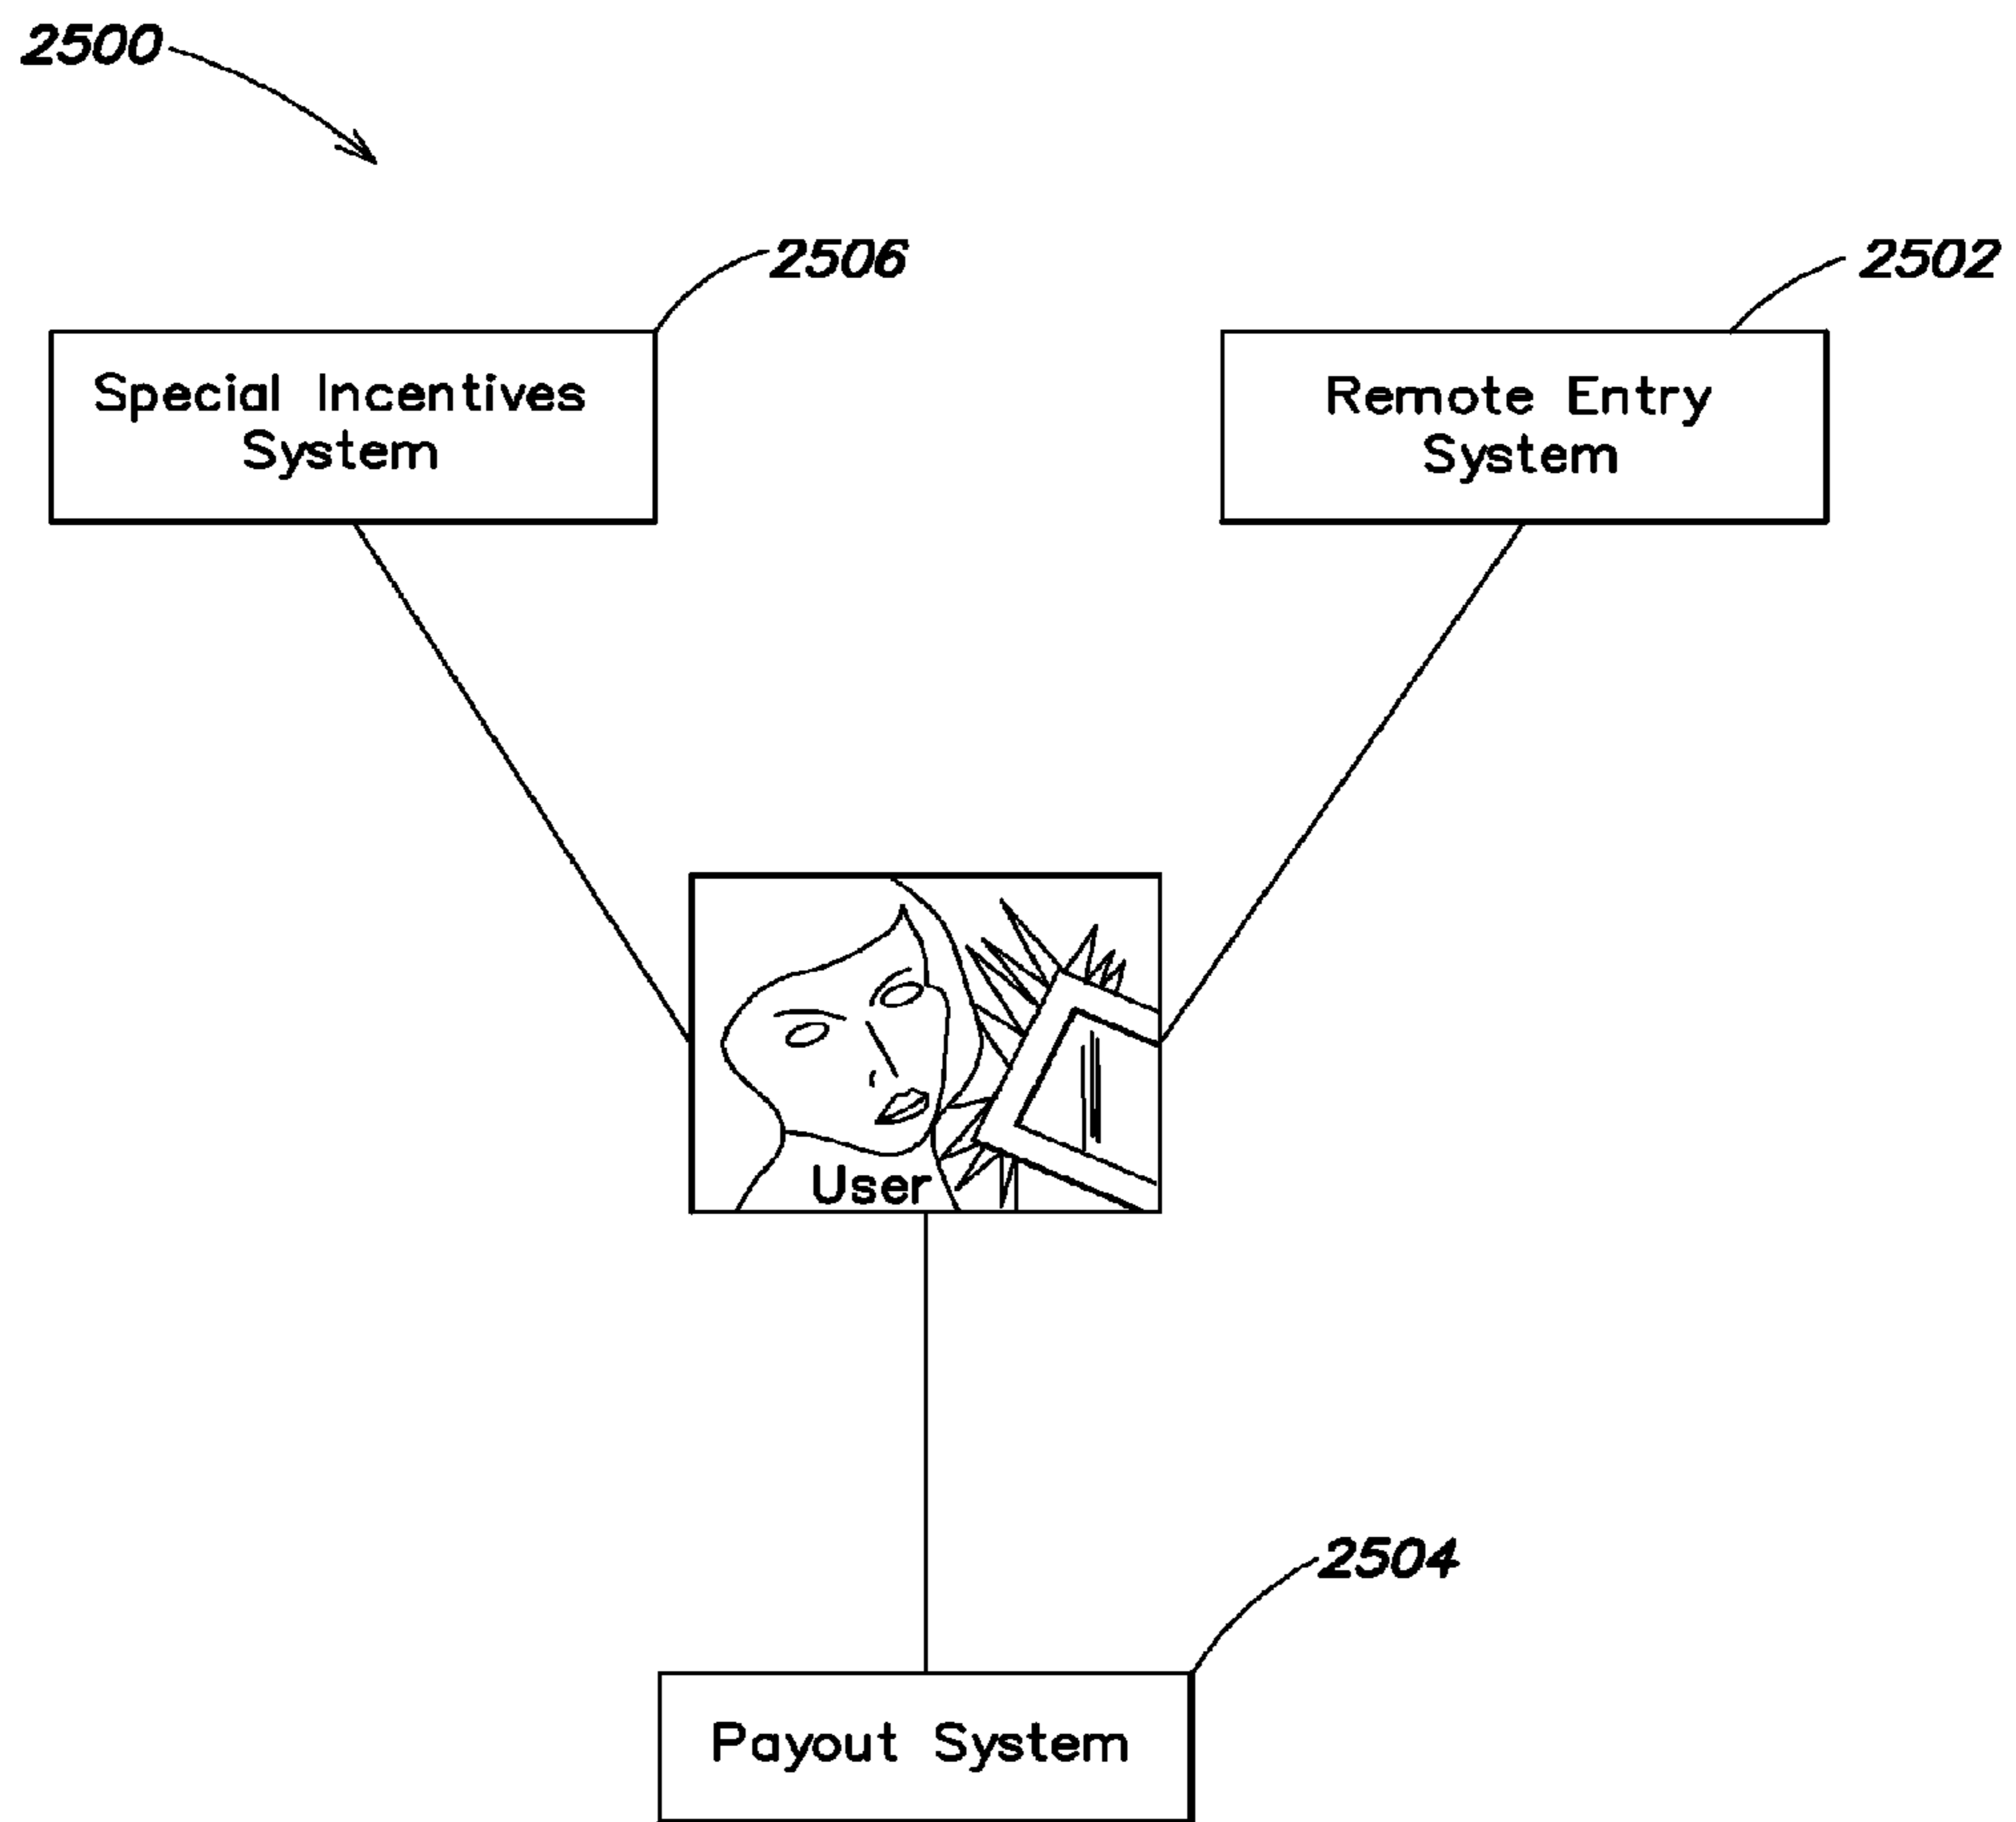 2500
2506
2502
Special Incentives
System
Remote Entry
System
User
2504
Payout System